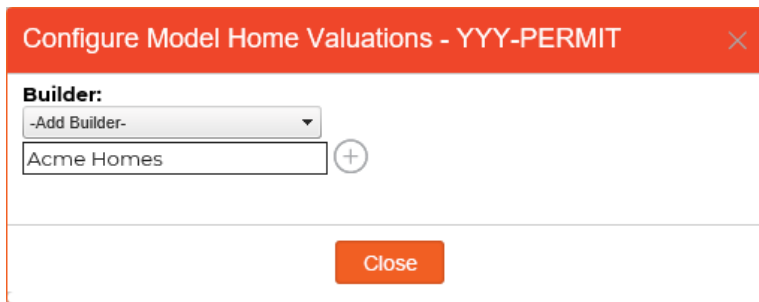 Configure Model Home Valuations - YYY-PERMIT
Builder:
-Add Builder-
Acme Homes
Close